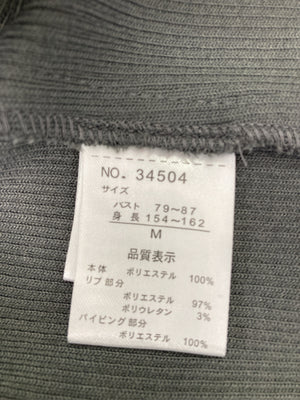 NO. 34504
サイズ
バスト 79～87
身長 154～162
M
品質表示
本体 ポリエステル 100%
リブ部分
ポリエステル 97%
ポリウレタン 3%
パイピング部分
ポリエステル 100%